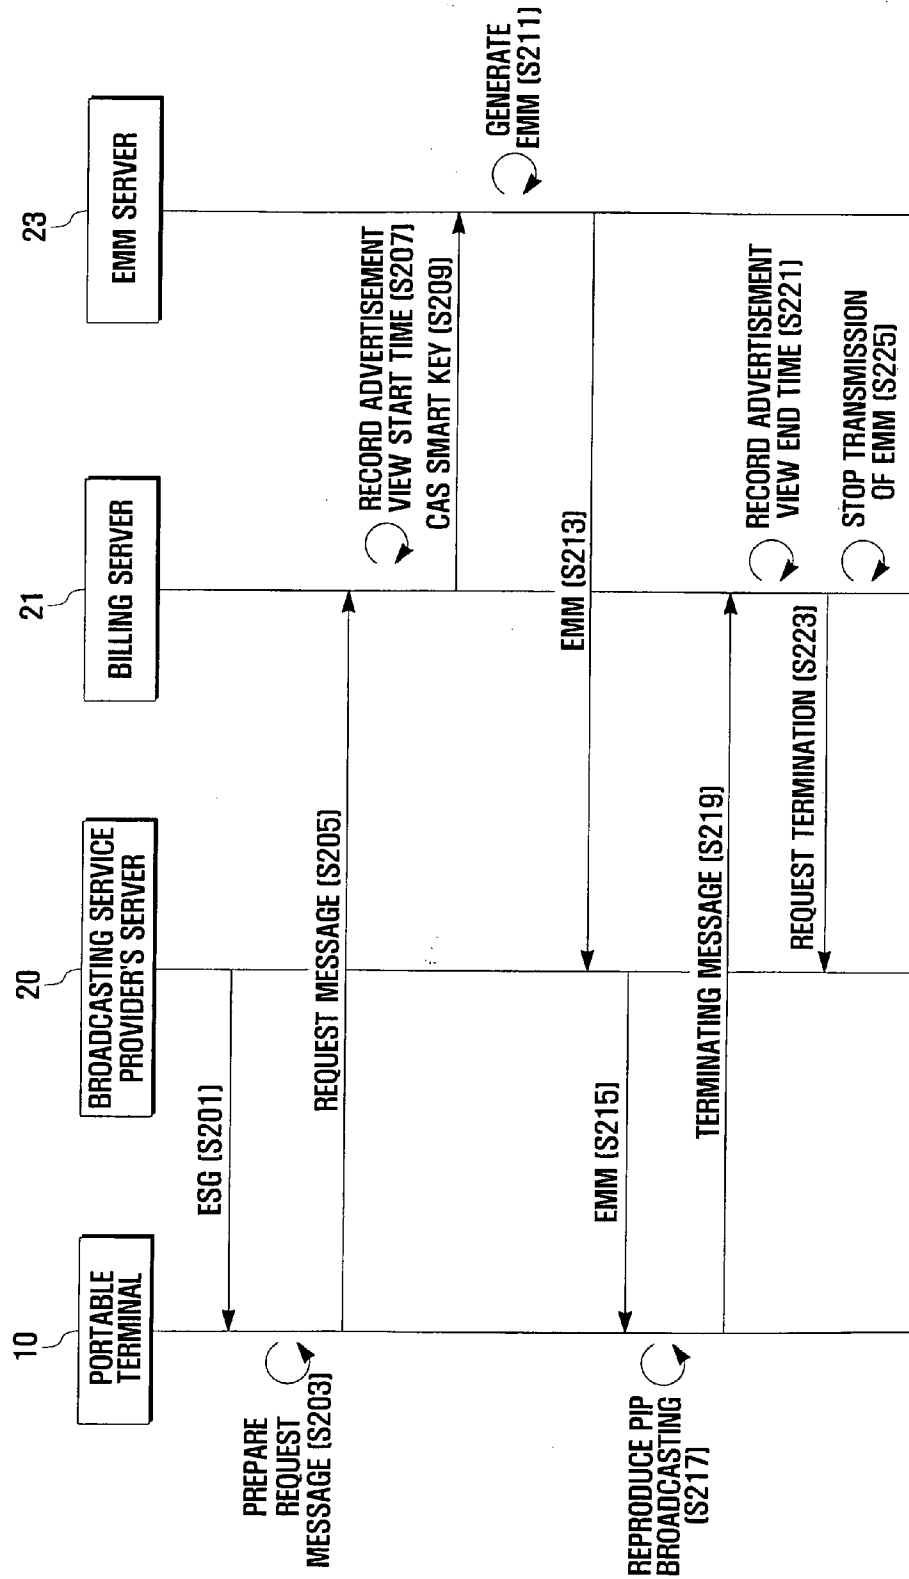 10
PORTABLE
TERMINAL
20
BROADCASTING SERVICE
PROVIDER'S SERVER
21
BILLING SERVER
23
EMM SERVER
ESG (S201)
PREPARE
REQUEST
MESSAGE (S203)
REQUEST MESSAGE (S205)
RECORD ADVERTISEMENT
VIEW START TIME (S207)
CAS SMART KEY (S209)
GENERATE
EMM (S211)
EMM (S213)
EMM (S215)
REPRODUCE PIP
BROADCASTING
(S217)
TERMINATING MESSAGE (S219)
RECORD ADVERTISEMENT
VIEW END TIME (S221)
REQUEST TERMINATION (S223)
STOP TRANSMISSION
OF EMM (S225)